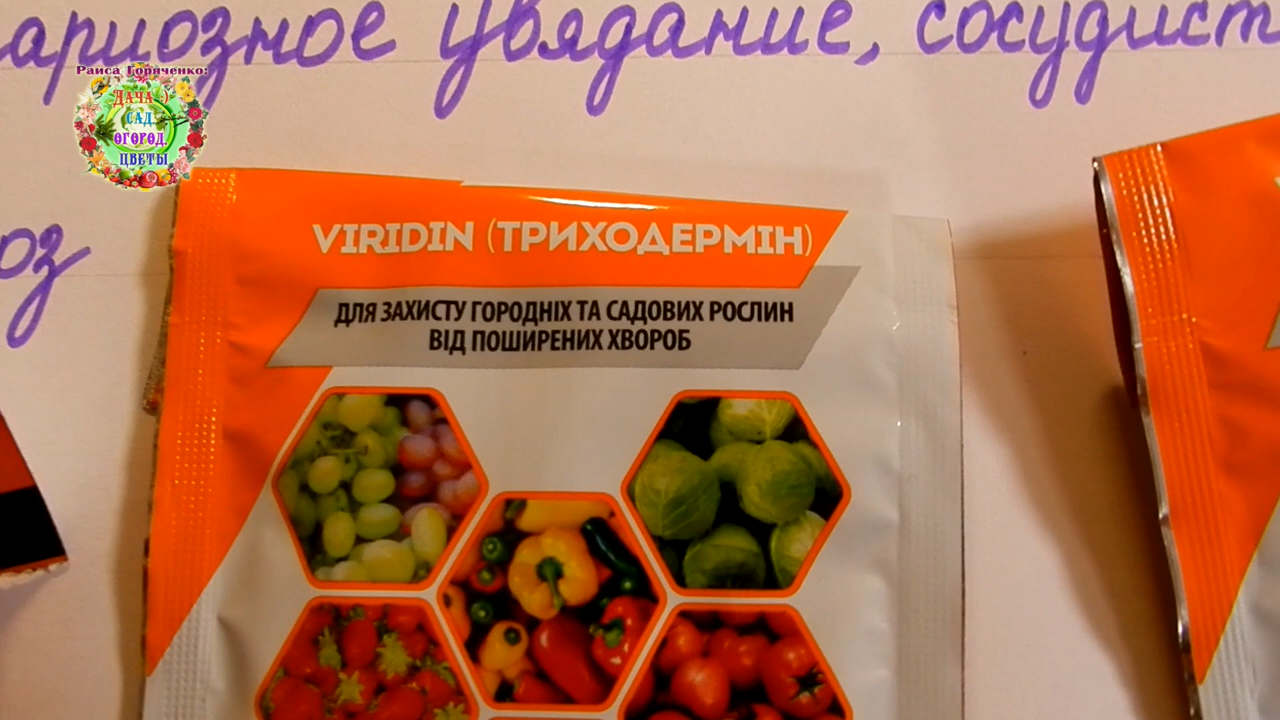 ариозное увядание, сосудист
Раиса Горяченко:
Дача :)
сад,
огород,
цветы
оз
VIRIDIN (ТРИХОДЕРМІН)
ДЛЯ ЗАХИСТУ ГОРОДНІХ ТА САДОВИХ РОСЛИН
ВІД ПОШИРЕНИХ ХВОРОБ